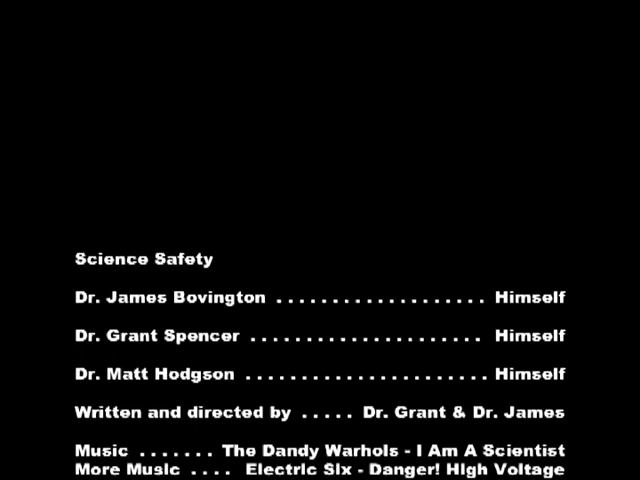 Science Safety
Dr. James Bovington . . . . . . . . . . . . . . . . . . . Himself
Dr. Grant Spencer . . . . . . . . . . . . . . . . . . . . . Himself
Dr. Matt Hodgson . . . . . . . . . . . . . . . . . . . . . . Himself
Written and directed by . . . . . Dr. Grant & Dr. James
Music . . . . . . . The Dandy Warhols - I Am A Scientist
More Music . . . . Electric Six - Danger! High Voltage